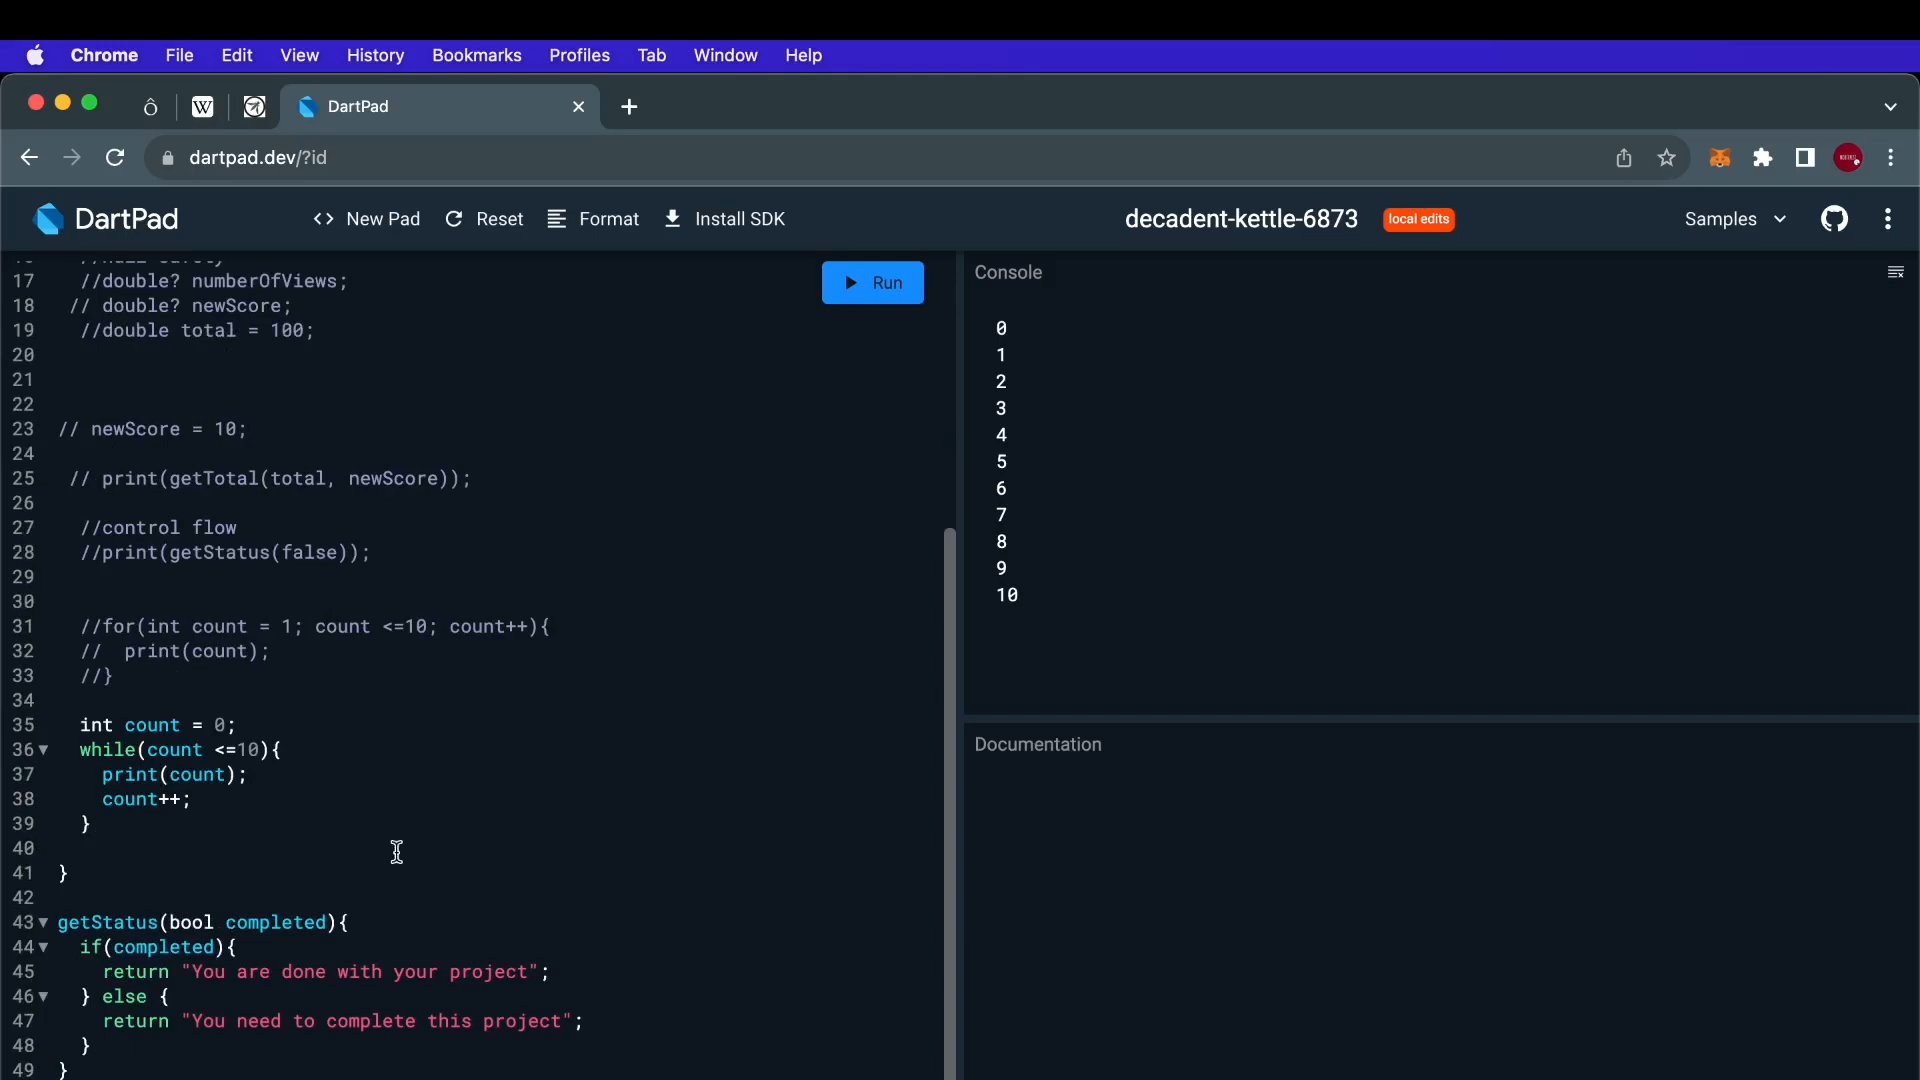 Chrome File Edit View History Bookmarks Profiles Tab Window Help
W DartPad
dartpad.dev/?id
DartPad <> New Pad Reset Format Install SDK decadent-kettle-6873 local edits Samples
17 //double? numberOfViews;
18 // double? newScore;
19 //double total = 100;
20
21
22
23 // newScore = 10;
24
25 // print(getTotal(total, newScore));
26
27 //control flow
28 //print(getStatus(false));
29
30
31 //for(int count = 1; count <=10; count++){
32 // print(count);
33 //}
34
35 int count = 0;
36 while(count <=10){
37 print(count);
38 count++;
39 }
40
41 }
42
43 getStatus(bool completed){
44 if(completed){
45 return "You are done with your project";
46 } else {
47 return "You need to complete this project";
48 }
49 }
Run
Console
0
1
2
3
4
5
6
7
8
9
10
Documentation